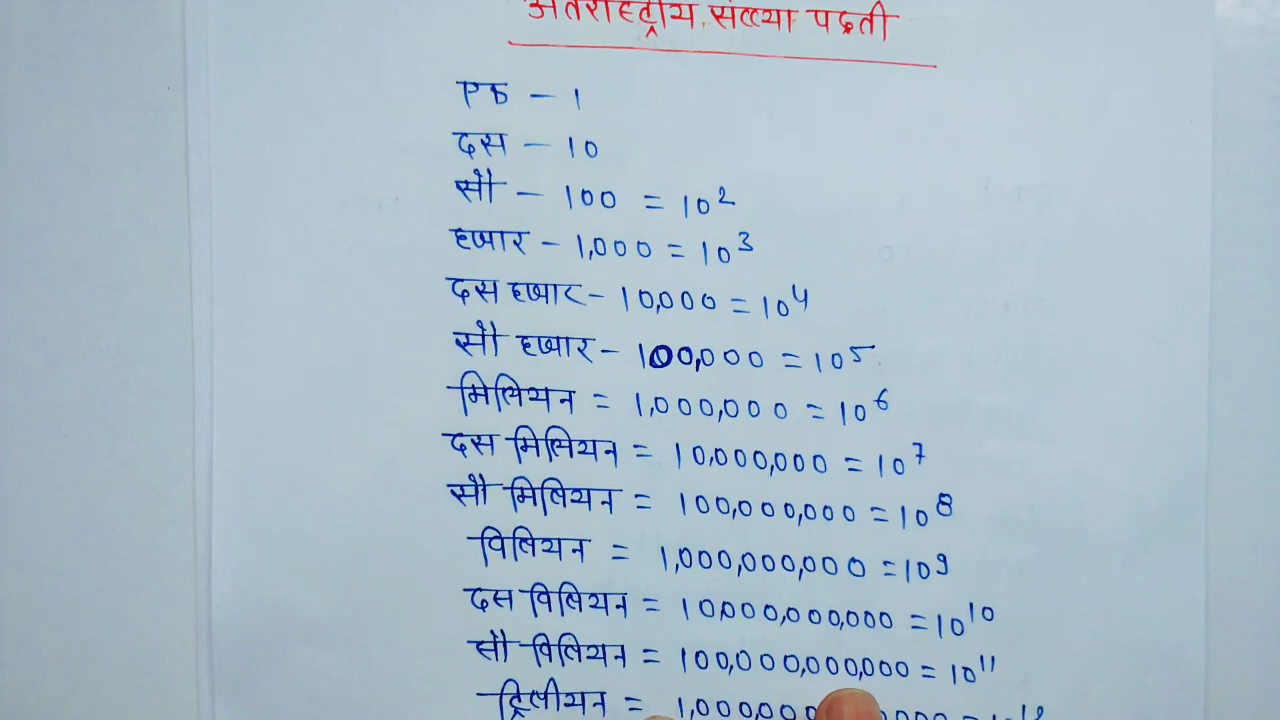 अंतर्राष्ट्रीय संख्या पद्धती
एक – 1
दस – 10
सौ – 100 = 10²
हजार – 1,000 = 10³
दस हजार – 10,000 = 10⁴
सौ हजार – 100,000 = 10⁵
मिलियन = 1,000,000 = 10⁶
दस मिलियन = 10,000,000 = 10⁷
सौ मिलियन = 100,000,000 = 10⁸
विलियन = 1,000,000,000 = 10⁹
दस विलियन = 10,000,000,000 = 10¹⁰
सौ विलियन = 100,000,000,000 = 10¹¹
ट्रिलीयन =